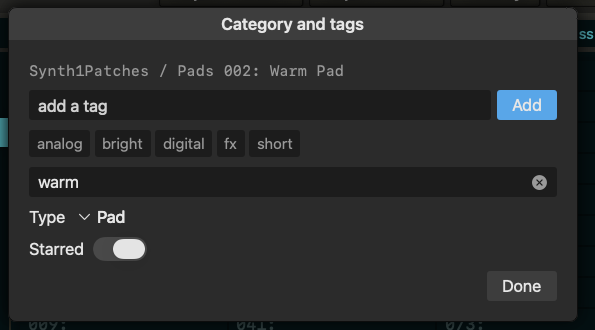 Category and tags
ss
Synth1Patches / Pads 002: Warm Pad
add a tag
Add
analog bright digital fx short
warm
Type Pad
Starred
Done
009: 041: 073: